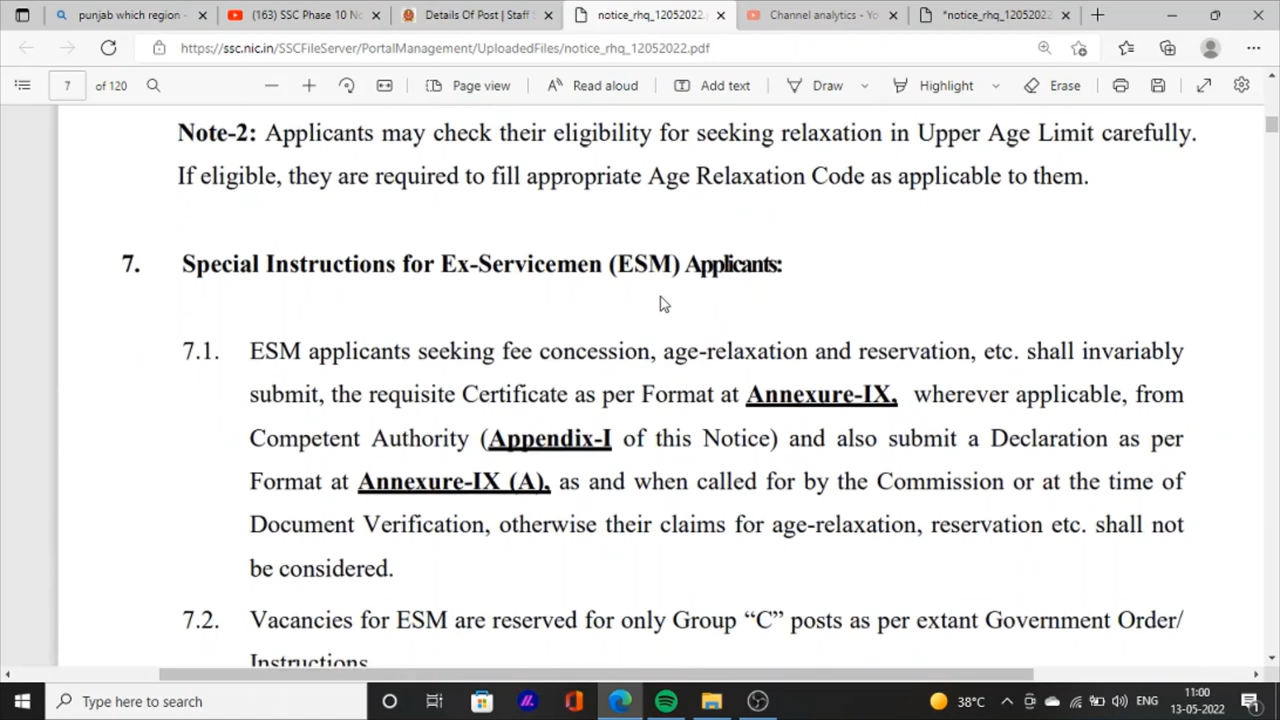 punjab which region -
(163) SSC Phase 10 N
Details Of Post | Staff S
notice_rhq_12052022.p
Channel analytics - Yo
*notice_rhq_12052022
https://ssc.nic.in/SSCFileServer/PortalManagement/UploadedFiles/notice_rhq_12052022.pdf
7 of 120
Page view
Read aloud
Add text
Draw
Highlight
Erase
Note-2: Applicants may check their eligibility for seeking relaxation in Upper Age Limit carefully.
If eligible, they are required to fill appropriate Age Relaxation Code as applicable to them.
7. Special Instructions for Ex-Servicemen (ESM) Applicants:
7.1. ESM applicants seeking fee concession, age-relaxation and reservation, etc. shall invariably
submit, the requisite Certificate as per Format at Annexure-IX, wherever applicable, from
Competent Authority (Appendix-I of this Notice) and also submit a Declaration as per
Format at Annexure-IX (A), as and when called for by the Commission or at the time of
Document Verification, otherwise their claims for age-relaxation, reservation etc. shall not
be considered.
7.2. Vacancies for ESM are reserved for only Group “C” posts as per extant Government Order/
Instructions
Type here to search
38°C
ENG
11:00
13-05-2022
1